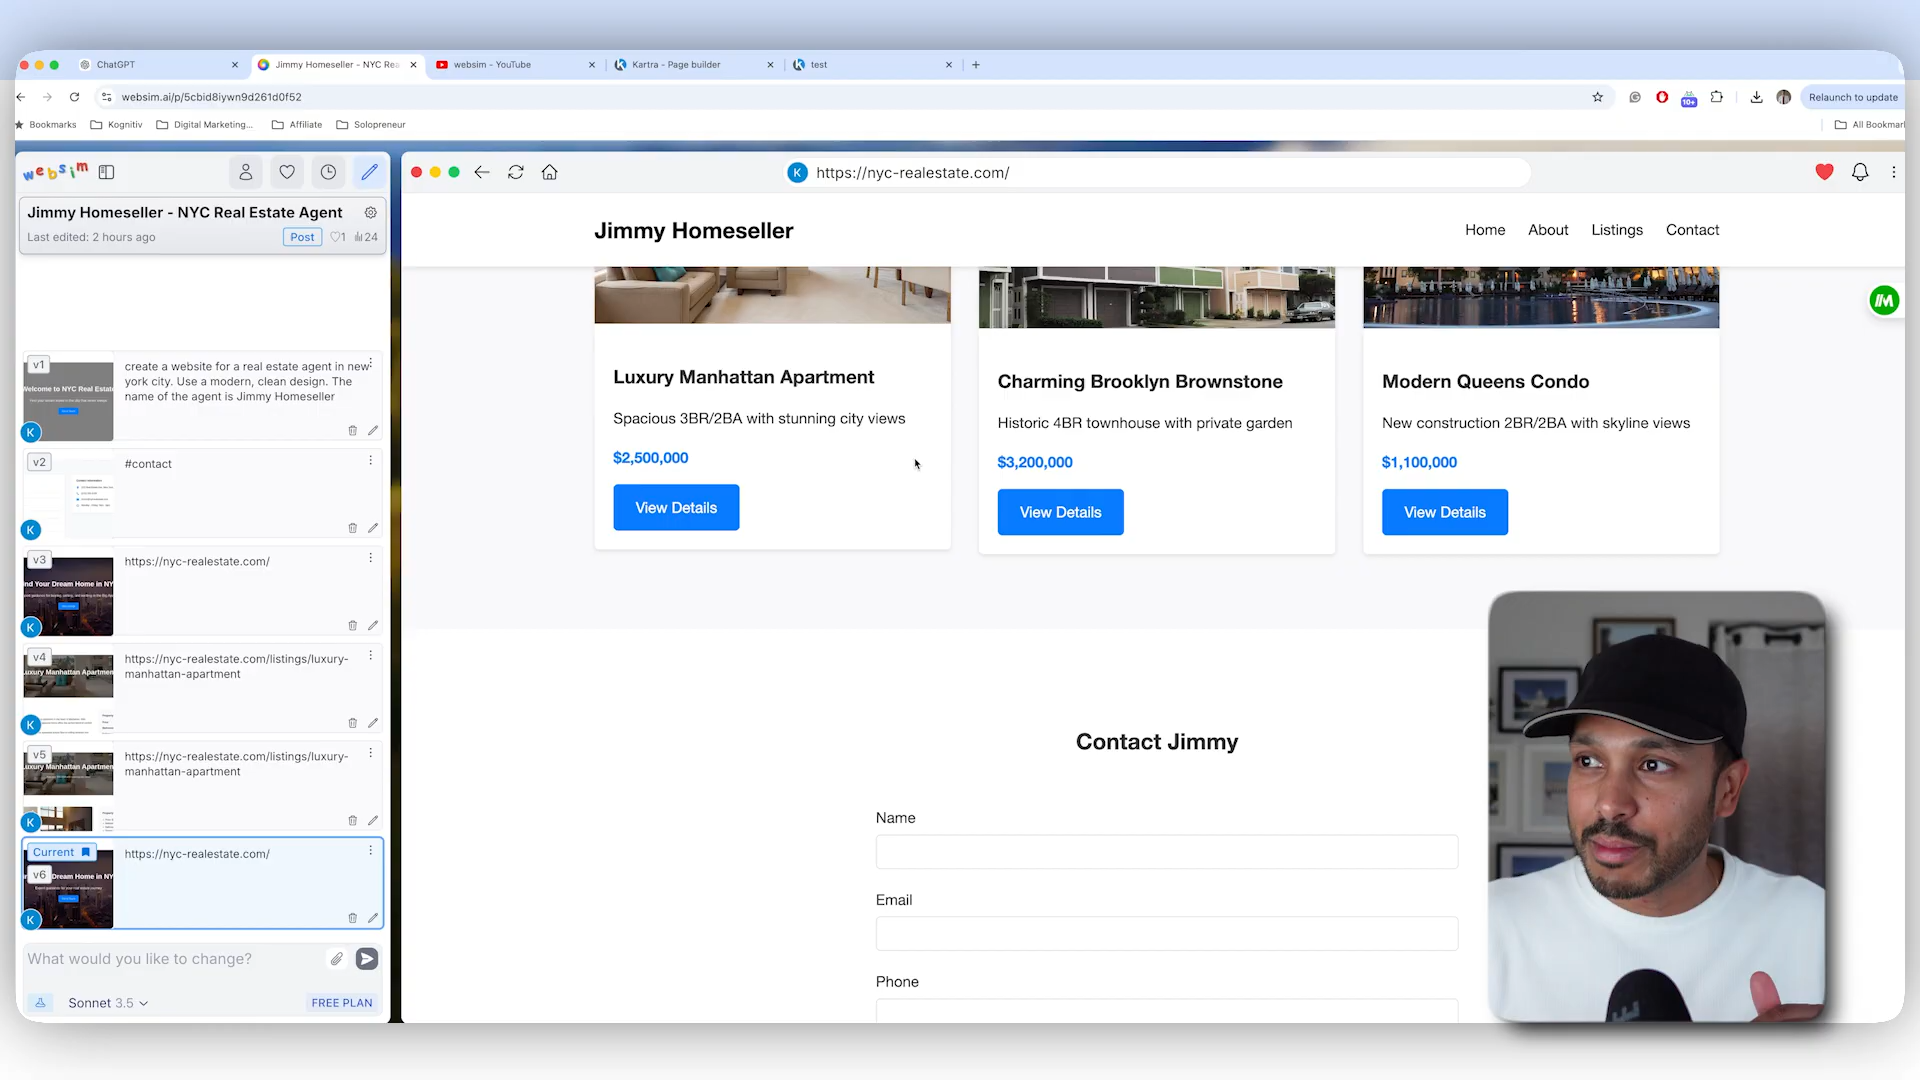 ChatGPT
Jimmy Homeseller - NYC Rea
websim - YouTube
Kartra - Page builder
test
websim.ai/p/5cbid8iywn9d261d0f52
10+
Relaunch to update
Bookmarks
Kognitiv
Digital Marketing...
Affiliate
Solopreneur
All Bookmar
websim
K
https://nyc-realestate.com/
Jimmy Homeseller - NYC Real Estate Agent
Last edited: 2 hours ago
Post
1
24
Jimmy Homeseller
Home
About
Listings
Contact
v1
create a website for a real estate agent in new
york city. Use a modern, clean design. The
name of the agent is Jimmy Homeseller
K
v2
#contact
K
v3
https://nyc-realestate.com/
K
v4
https://nyc-realestate.com/listings/luxury-
manhattan-apartment
K
v5
https://nyc-realestate.com/listings/luxury-
manhattan-apartment
K
Current
v6
https://nyc-realestate.com/
K
What would you like to change?
Sonnet 3.5
FREE PLAN
Luxury Manhattan Apartment
Spacious 3BR/2BA with stunning city views
$2,500,000
View Details
Charming Brooklyn Brownstone
Historic 4BR townhouse with private garden
$3,200,000
View Details
Modern Queens Condo
New construction 2BR/2BA with skyline views
$1,100,000
View Details
Contact Jimmy
Name
Email
Phone